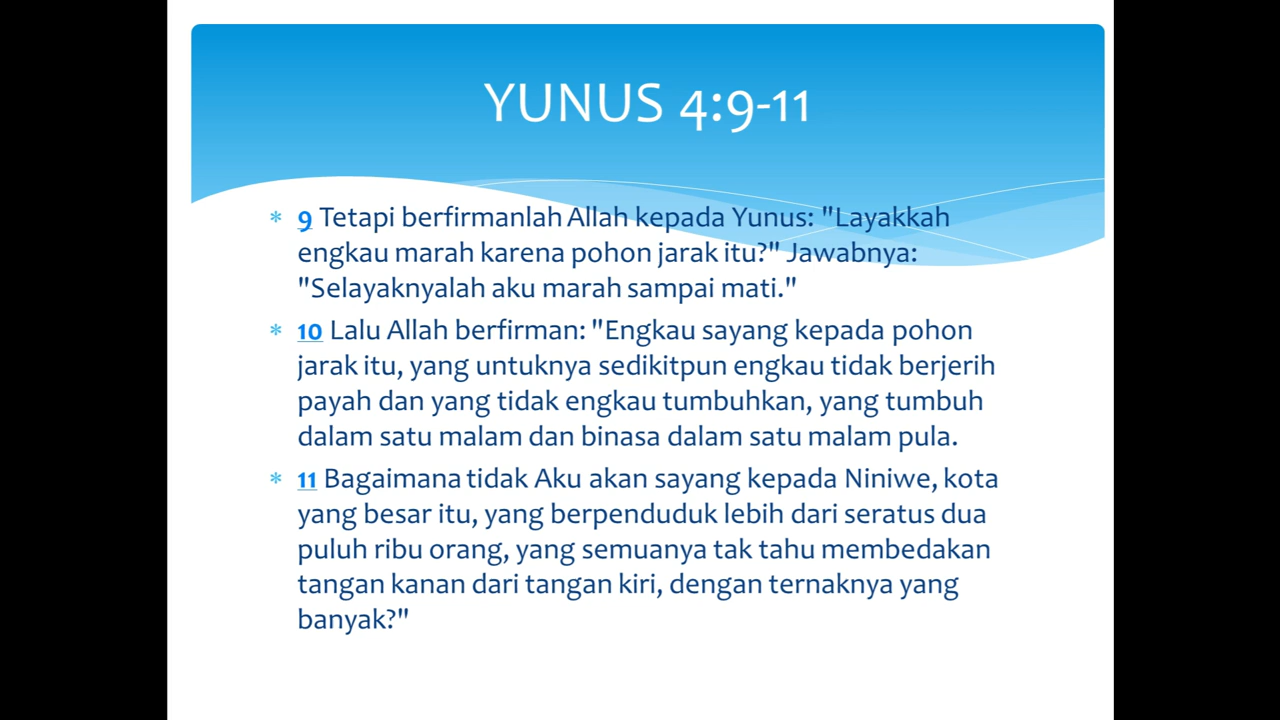 YUNUS 4:9-11
* 9 Tetapi berfirmanlah Allah kepada Yunus: "Layakkah
engkau marah karena pohon jarak itu?" Jawabnya:
"Selayaknyalah aku marah sampai mati."
* 10 Lalu Allah berfirman: "Engkau sayang kepada pohon
jarak itu, yang untuknya sedikitpun engkau tidak berjerih
payah dan yang tidak engkau tumbuhkan, yang tumbuh
dalam satu malam dan binasa dalam satu malam pula.
* 11 Bagaimana tidak Aku akan sayang kepada Niniwe, kota
yang besar itu, yang berpenduduk lebih dari seratus dua
puluh ribu orang, yang semuanya tak tahu membedakan
tangan kanan dari tangan kiri, dengan ternaknya yang
banyak?"